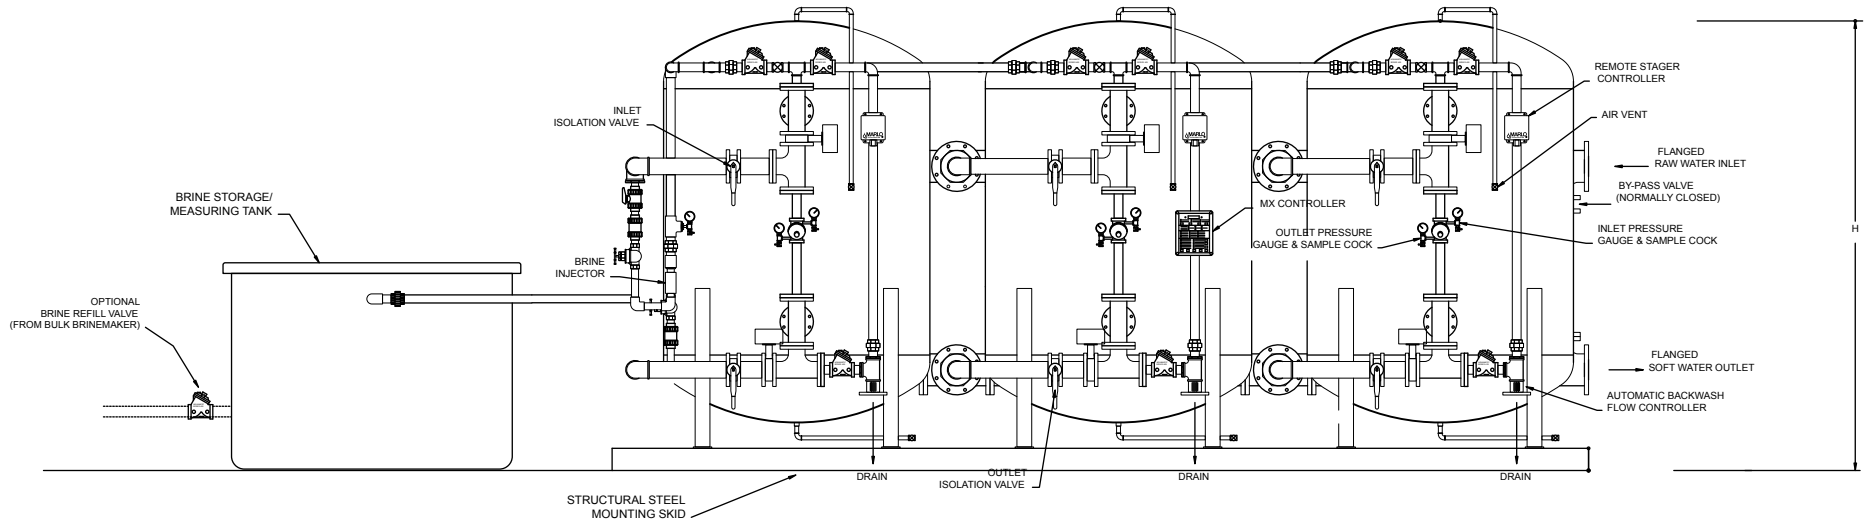 REMOTE STAGER
CONTROLLER
INLET
ISOLATION VALVE
AIR VENT
MARLO
MARLO
MARLO
FLANGED
RAW WATER INLET
BRINE STORAGE/
MEASURING TANK
BY-PASS VALVE
(NORMALLY CLOSED)
MX CONTROLLER
OUTLET PRESSURE
GAUGE & SAMPLE COCK
INLET PRESSURE
GAUGE & SAMPLE COCK
H
BRINE
INJECTOR
OPTIONAL
BRINE REFILL VALVE
(FROM BULK BRINEMAKER)
FLANGED
SOFT WATER OUTLET
AUTOMATIC BACKWASH
FLOW CONTROLLER
DRAIN
OUTLET
ISOLATION VALVE
DRAIN
DRAIN
STRUCTURAL STEEL
MOUNTING SKID